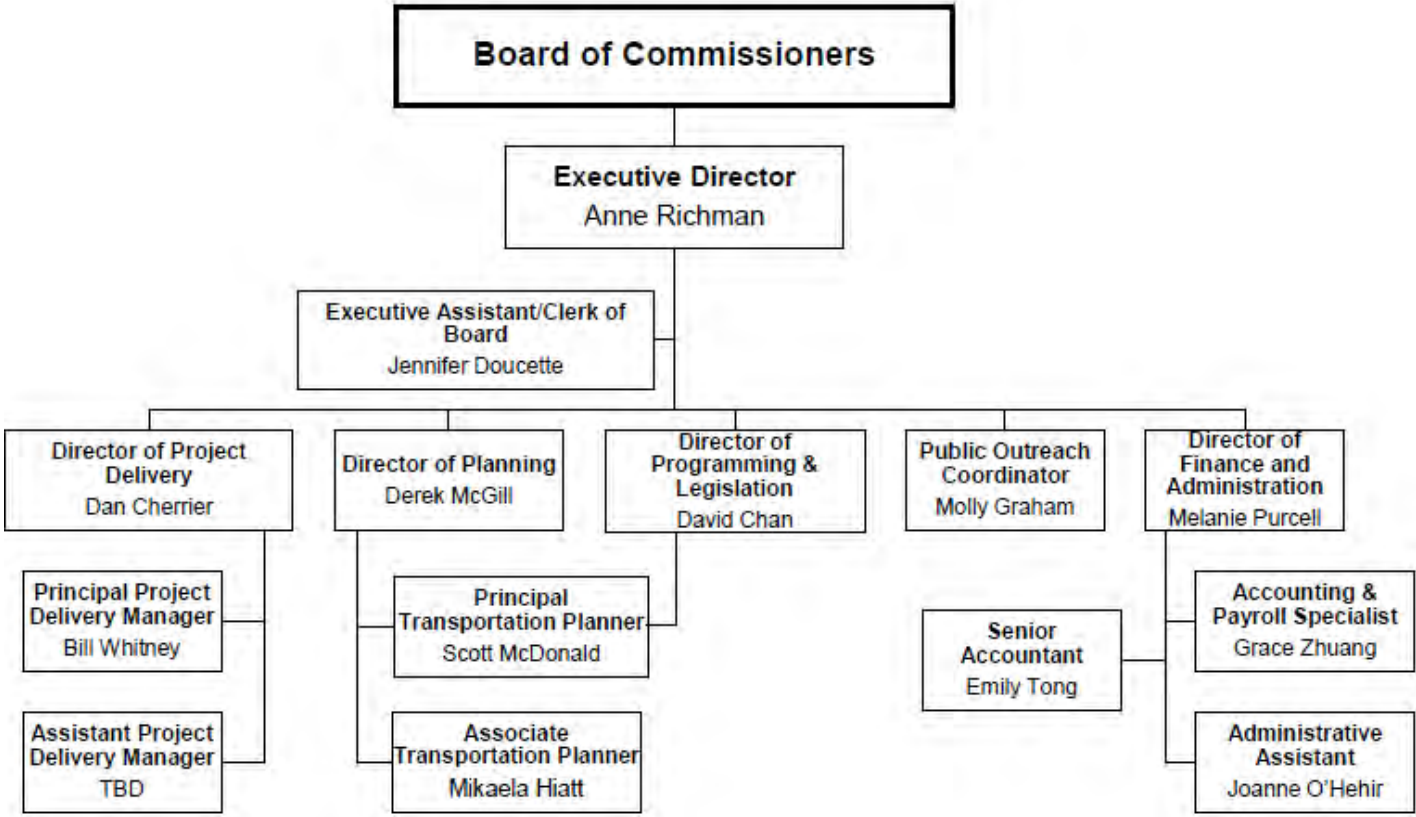 Board of Commissioners
Executive Director
Anne Richman
Executive Assistant/Clerk of
Board
Jennifer Doucette
Director of Project
Delivery
Dan Cherrier
Director of Planning
Derek McGill
Director of
Programming &
Legislation
David Chan
Public Outreach
Coordinator
Molly Graham
Director of
Finance and
Administration
Melanie Purcell
Principal Project
Delivery Manager
Bill Whitney
Principal
Transportation Planner
Scott McDonald
Senior
Accountant
Emily Tong
Accounting &
Payroll Specialist
Grace Zhuang
Assistant Project
Delivery Manager
TBD
Associate
Transportation Planner
Mikaela Hiatt
Administrative
Assistant
Joanne O'Hehir